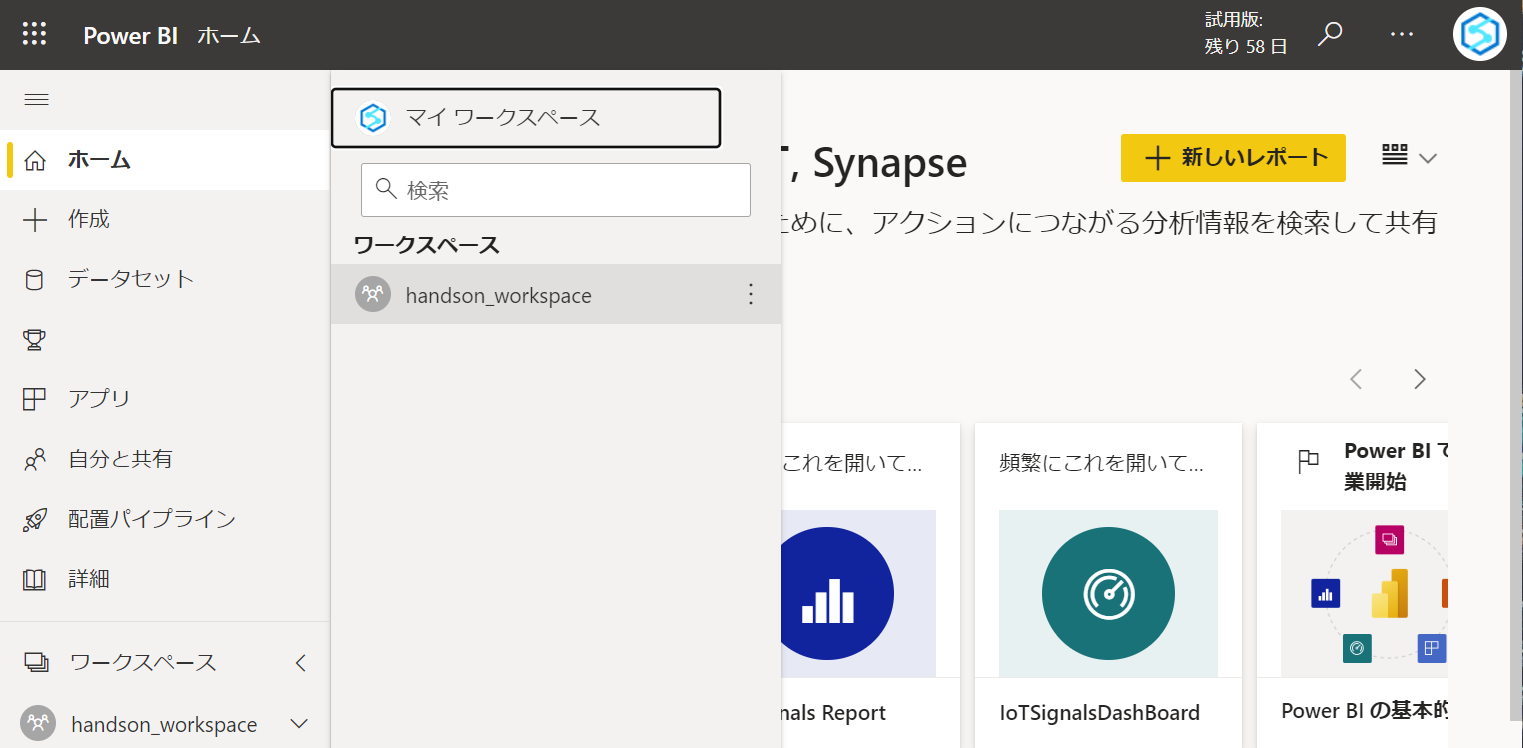 Power BI ホーム
試用版:
残り 58 日
ホーム
作成
データセット
アプリ
自分と共有
配置パイプライン
詳細
ワークスペース
handson_workspace
マイ ワークスペース
検索
ワークスペース
handson_workspace
, Synapse
新しいレポート
ために、アクションにつながる分析情報を検索して共有
これを開いて...
頻繁にこれを開いて...
Power BI で
業開始
nals Report
IoTSignalsDashBoard
Power BI の基本的